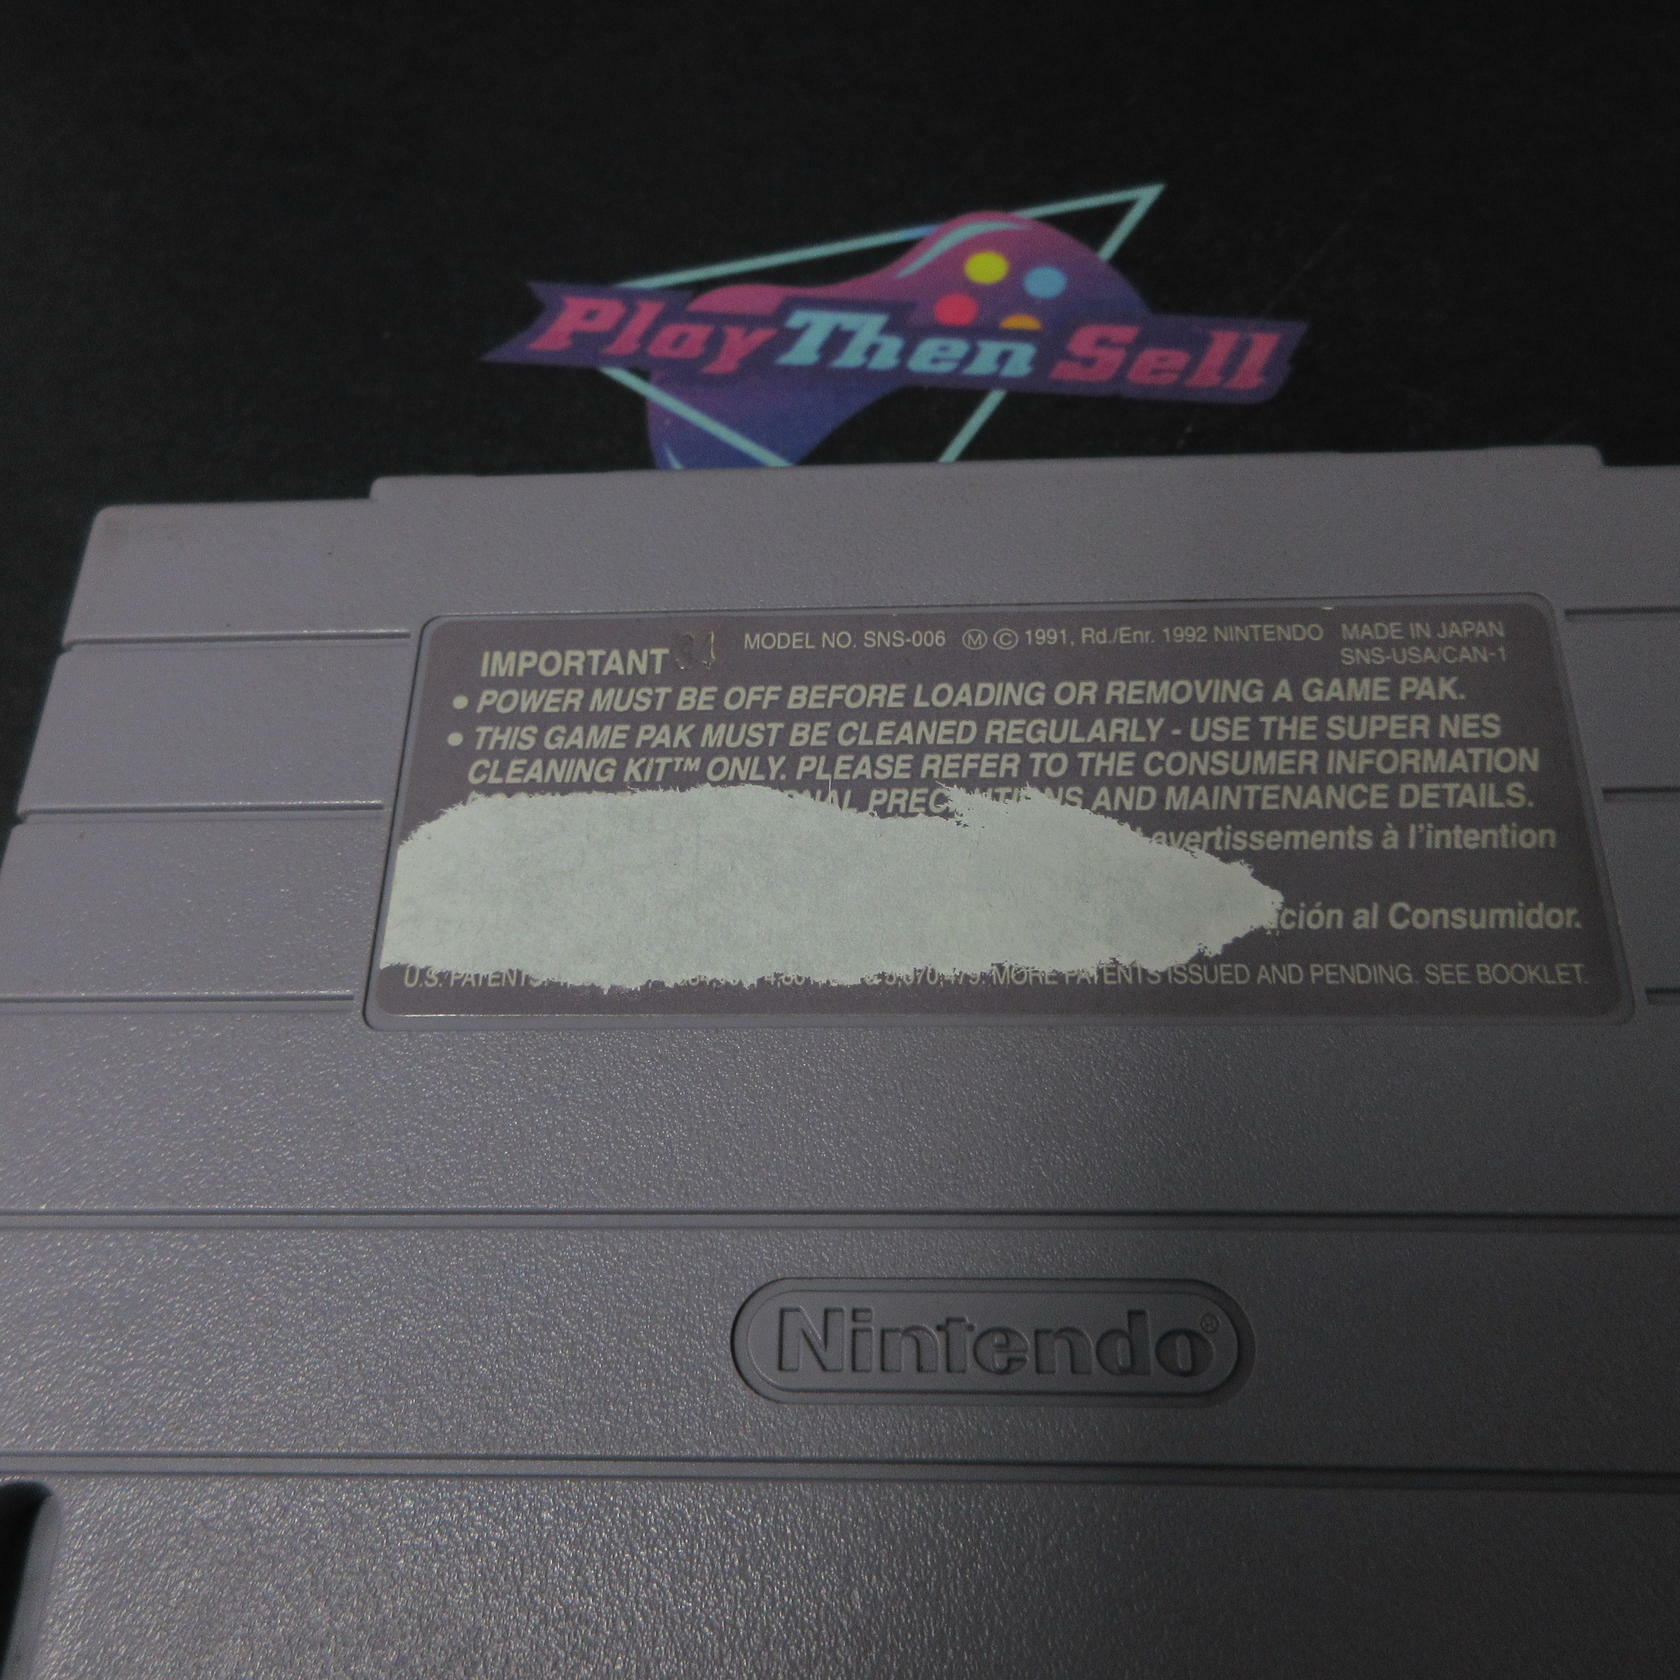 Play Then Sell
IMPORTANT 31 MODEL NO. SNS-006 Ⓜ © 1991, Rd./Enr. 1992 NINTENDO MADE IN JAPAN
SNS-USA/CAN-1
• POWER MUST BE OFF BEFORE LOADING OR REMOVING A GAME PAK.
• THIS GAME PAK MUST BE CLEANED REGULARLY - USE THE SUPER NES
CLEANING KIT™ ONLY. PLEASE REFER TO THE CONSUMER INFORMATION
PRECAUTIONS AND MAINTENANCE DETAILS.
avertissements à l'intention
al Consumidor.
U.S. PATENTS MORE PATENTS ISSUED AND PENDING. SEE BOOKLET.
Nintendo®